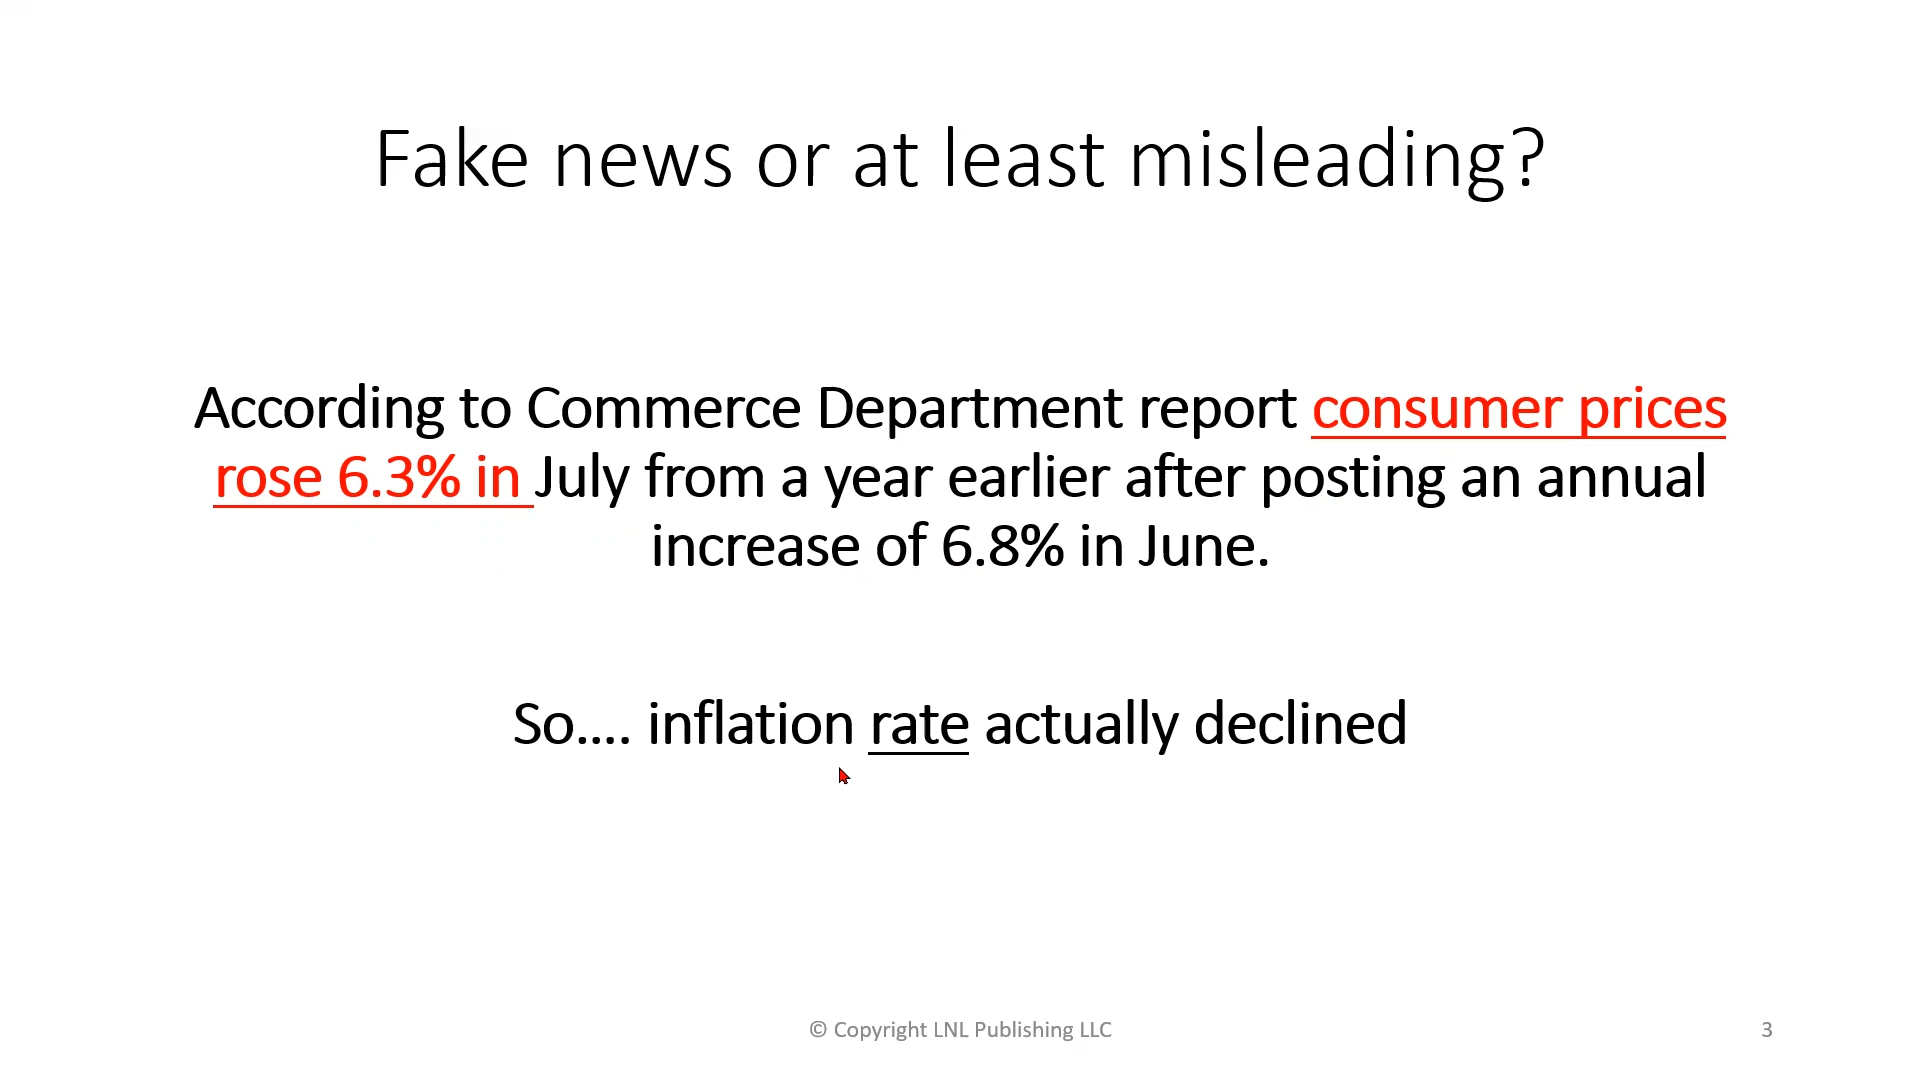 Fake news or at least misleading?
According to Commerce Department report consumer prices
rose 6.3% in July from a year earlier after posting an annual
increase of 6.8% in June.
So.... inflation rate actually declined
© Copyright LNL Publishing LLC
3